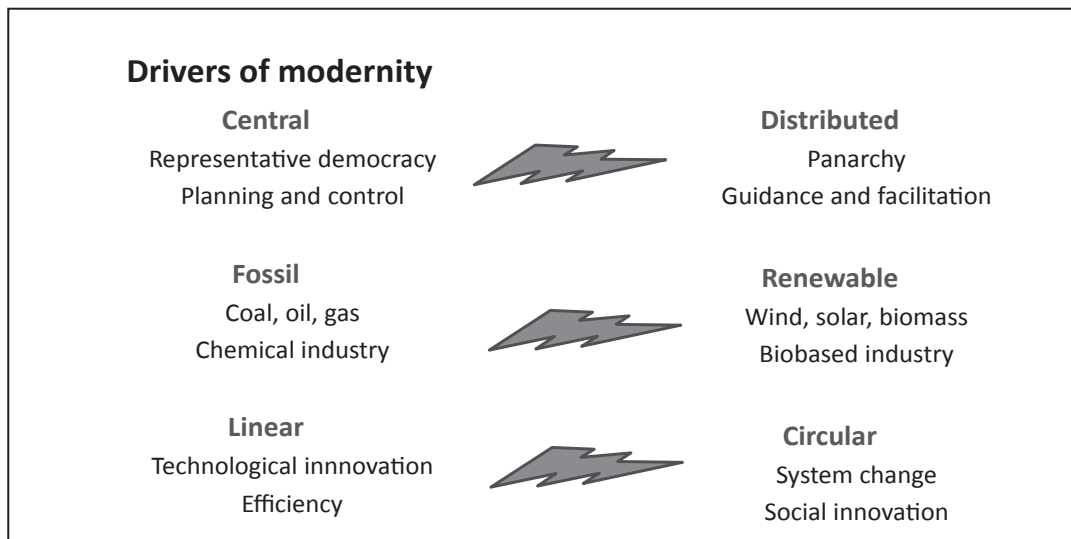 Drivers of modernity
Central
Representative democracy
Planning and control
Distributed
Panarchy
Guidance and facilitation
Fossil
Coal, oil, gas
Chemical industry
Renewable
Wind, solar, biomass
Biobased industry
Linear
Technological innnovation
Efficiency
Circular
System change
Social innovation